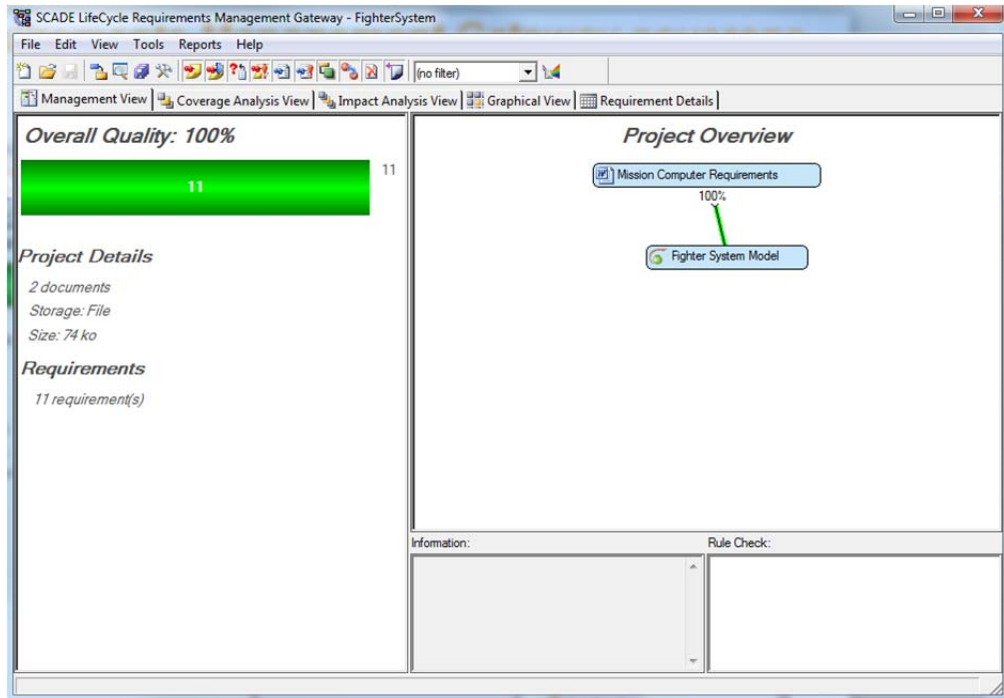 SCADE LifeCycle Requirements Management Gateway - FighterSystem
File Edit View Tools Reports Help
(no filter)
Management View Coverage Analysis View Impact Analysis View Graphical View Requirement Details
Overall Quality: 100%
11
11
Project Details
2 documents
Storage: File
Size: 74 ko
Requirements
11 requirement(s)
Project Overview
Mission Computer Requirements
100%
Fighter System Model
Information:
Rule Check: